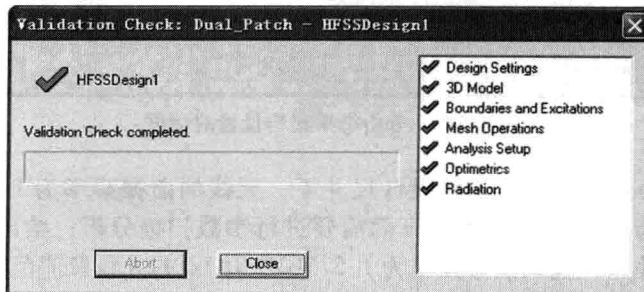 Validation Check: Dual_Patch - HFSSDesign1
HFSSDesign1
Validation Check completed.
Abort
Close
Design Settings
3D Model
Boundaries and Excitations
Mesh Operations
Analysis Setup
Optimetrics
Radiation